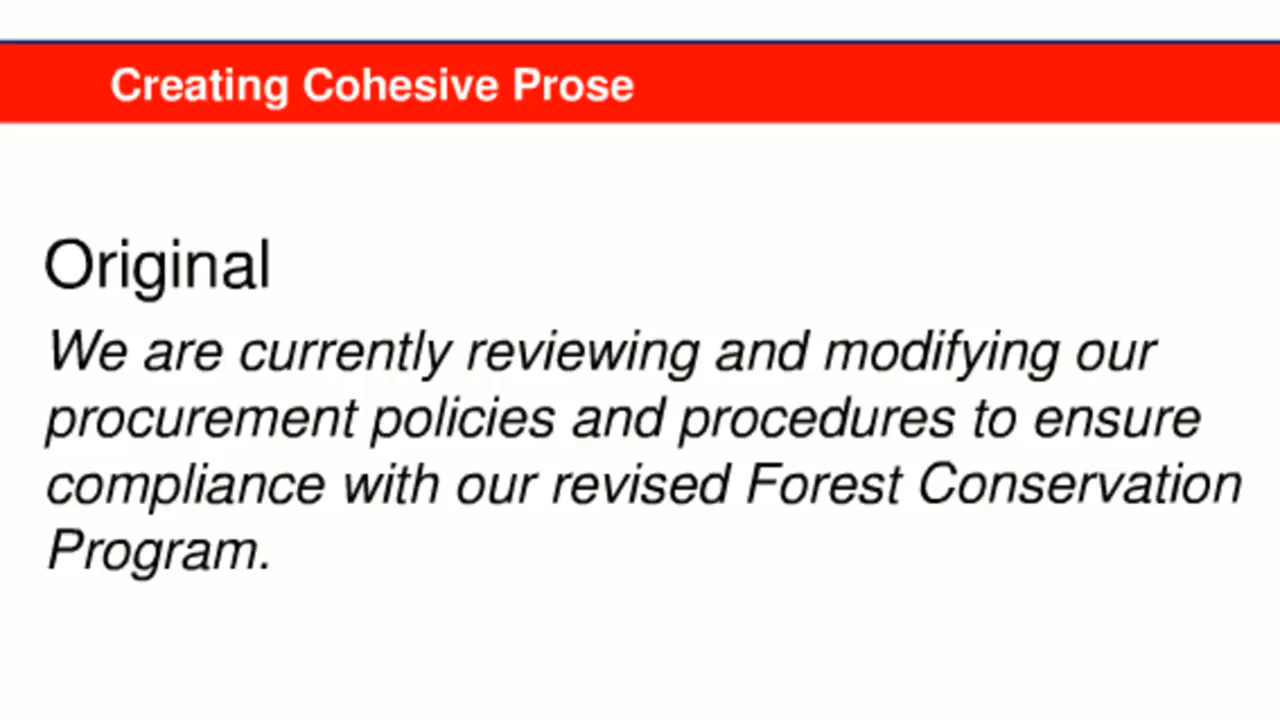 Creating Cohesive Prose
Original
We are currently reviewing and modifying our
procurement policies and procedures to ensure
compliance with our revised Forest Conservation
Program.